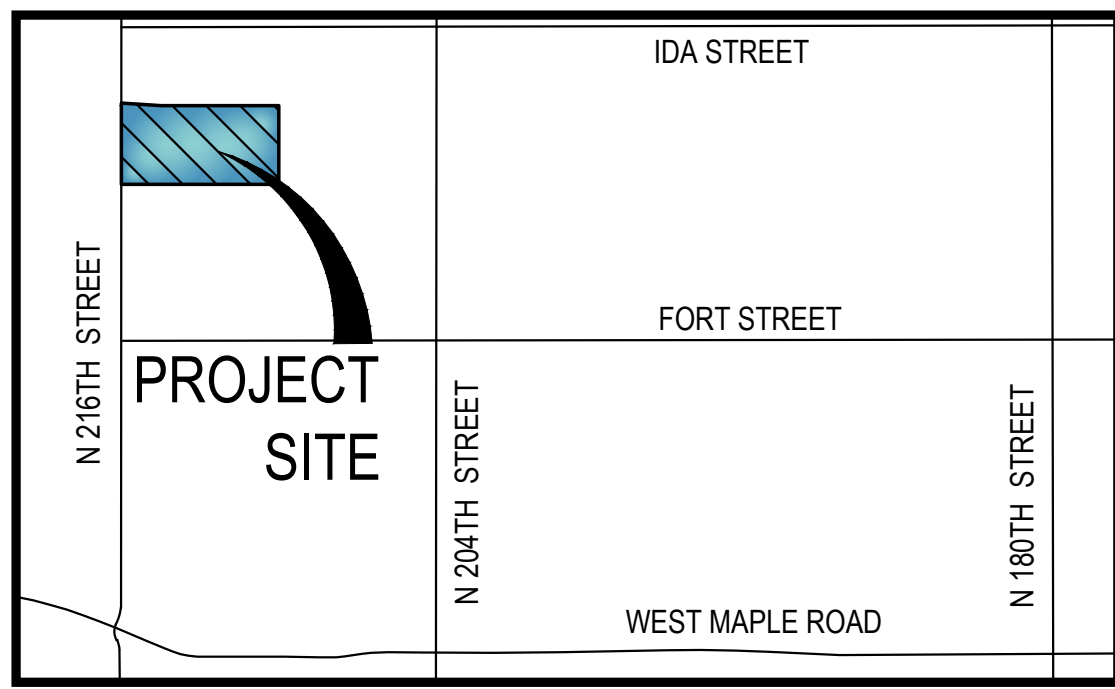 IDA STREET
N 216TH STREET
FORT STREET
PROJECT
SITE
N 204TH STREET
N 180TH STREET
WEST MAPLE ROAD